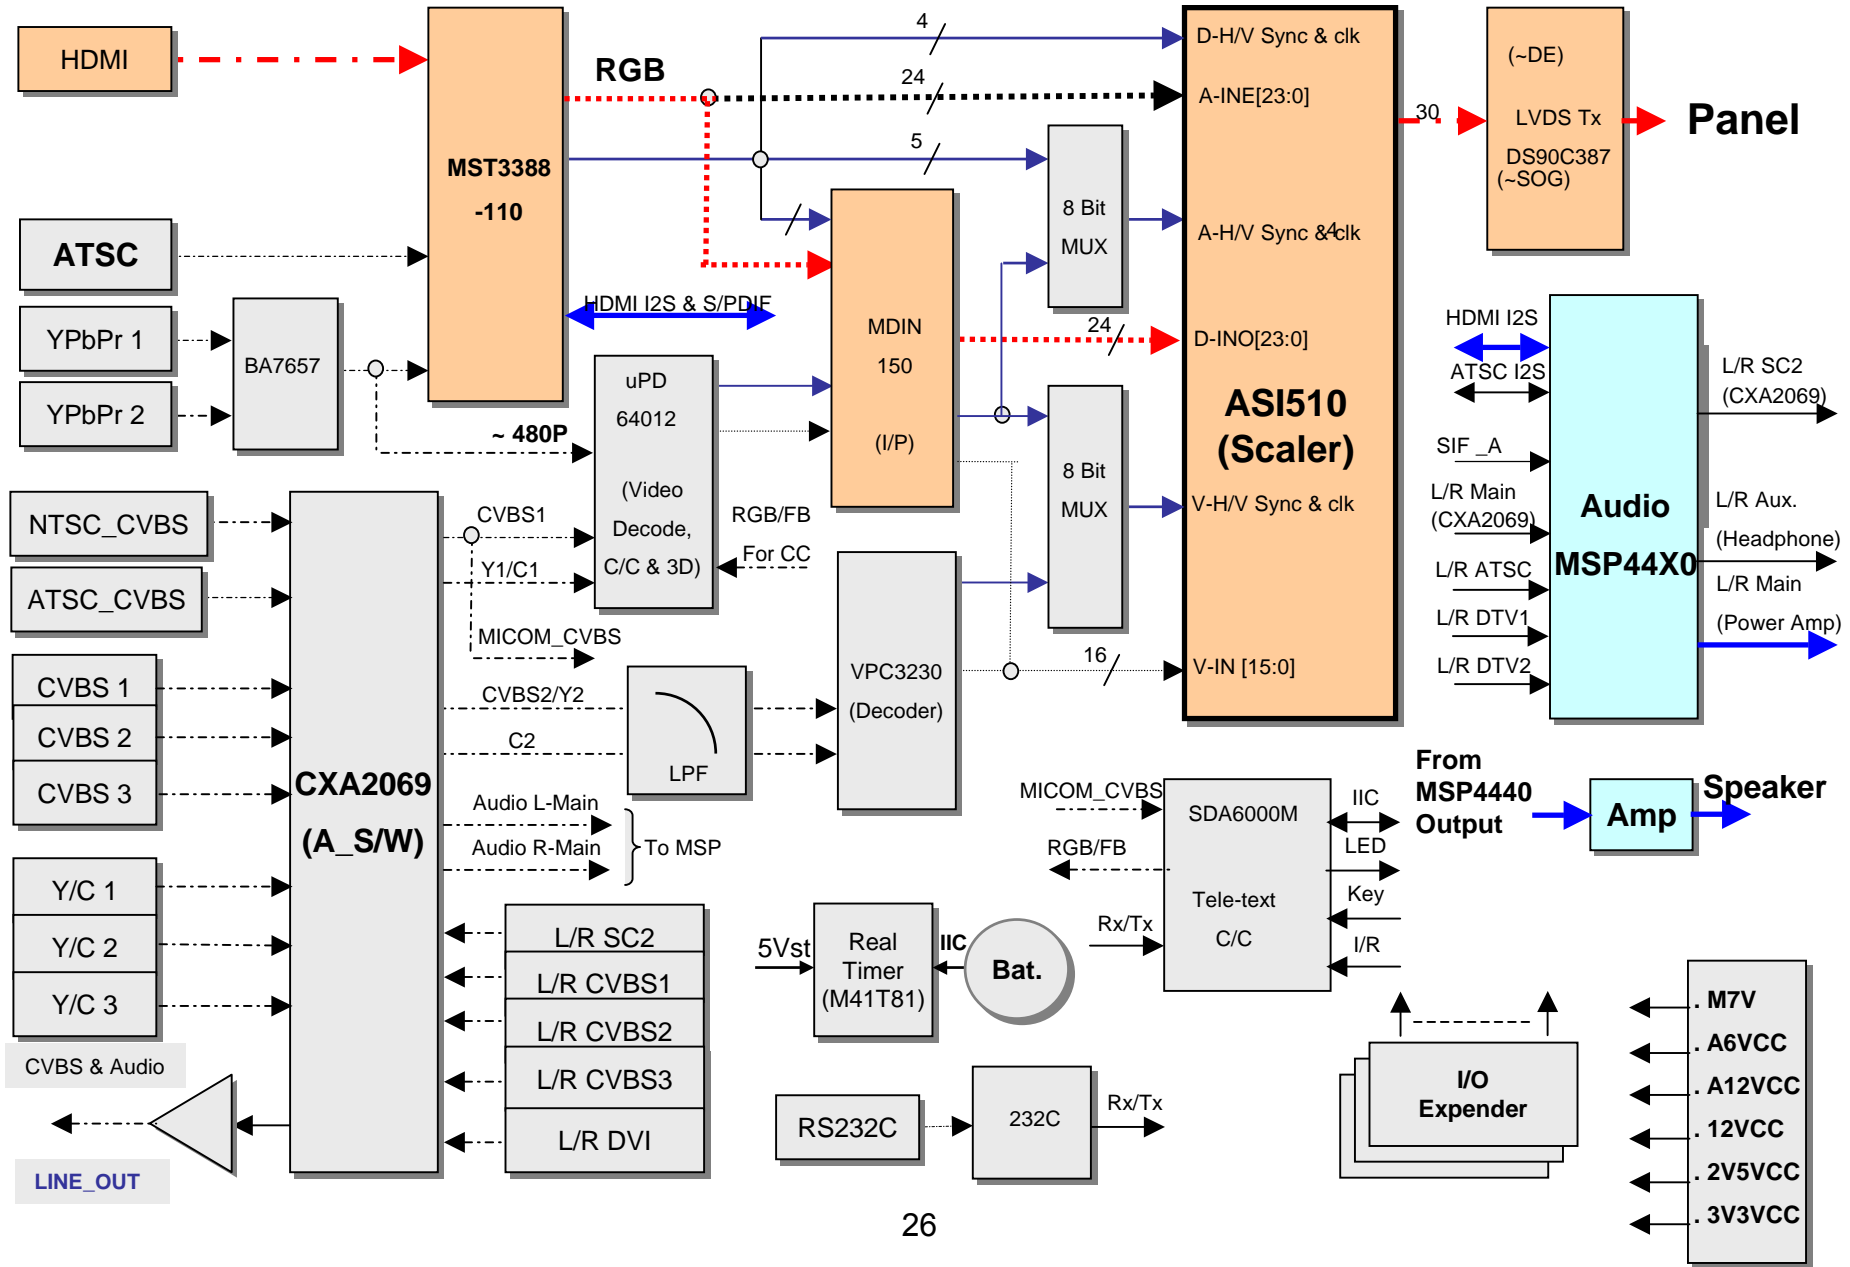 HDMI
RGB
4
24
5
D-H/V Sync & clk
A-INE[23:0]
30
(~DE)
LVDS Tx
DS90C387
(~SOG)
Panel
MST3388
-110
ATSC
8 Bit
MUX
A-H/V Sync & clk
4
YPbPr 1
YPbPr 2
BA7657
HDMI I2S & S/PDIF
MDIN
150
(I/P)
24
D-INO[23:0]
ASI510
(Scaler)
HDMI I2S
ATSC I2S
L/R SC2
(CXA2069)
uPD
64012
(Video
Decode,
C/C & 3D)
~ 480P
RGB/FB
For CC
8 Bit
MUX
V-H/V Sync & clk
SIF _A
L/R Main
(CXA2069)
L/R ATSC
L/R DTV1
L/R DTV2
Audio
MSP44X0
L/R Aux.
(Headphone)
L/R Main
(Power Amp)
NTSC_CVBS
ATSC_CVBS
CVBS1
Y1/C1
MICOM_CVBS
CVBS 1
CVBS 2
CVBS 3
CVBS2/Y2
C2
LPF
VPC3230
(Decoder)
16
V-IN [15:0]
CXA2069
(A_S/W)
Audio L-Main
Audio R-Main
To MSP
MICOM_CVBS
RGB/FB
Rx/Tx
SDA6000M
Tele-text
C/C
IIC
LED
Key
I/R
From
MSP4440
Output
Amp
Speaker
Y/C 1
Y/C 2
Y/C 3
L/R SC2
L/R CVBS1
L/R CVBS2
L/R CVBS3
L/R DVI
5Vst
Real
Timer
(M41T81)
IIC
Bat.
CVBS & Audio
LINE_OUT
RS232C
232C
Rx/Tx
I/O
Expender
. M7V
. A6VCC
. A12VCC
. 12VCC
. 2V5VCC
. 3V3VCC
26